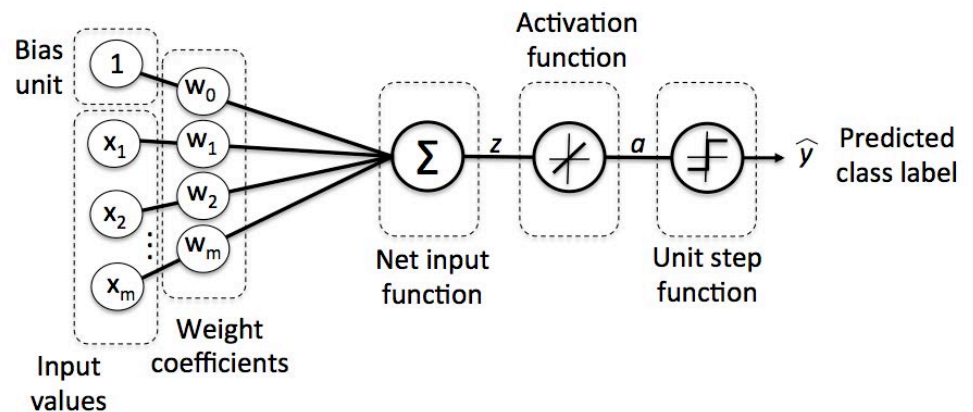 Bias
unit
1
x1
x2
⋮
xm
Input
values
w0
w1
w2
wm
Weight
coefficients
Σ
Net input
function
z
Activation
function
a
Unit step
function
ŷ
Predicted
class label